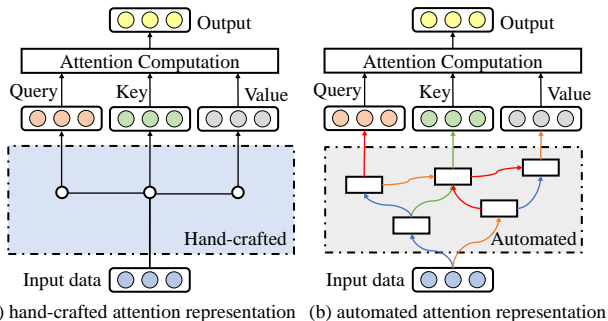 Output
Attention Computation
Query
Key
Value
Hand-crafted
Input data
) hand-crafted attention representation
Output
Attention Computation
Query
Key
Value
Automated
Input data
(b) automated attention representation